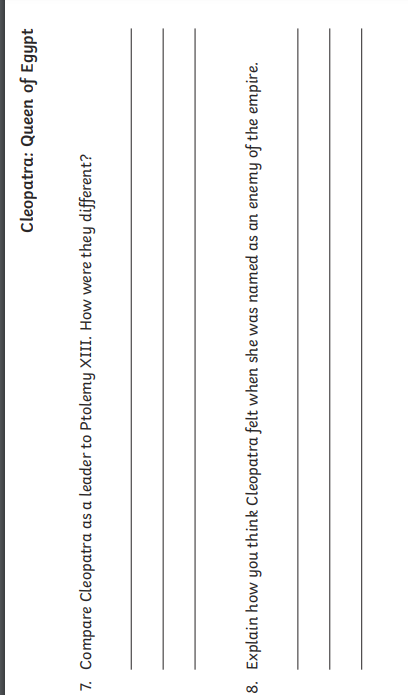 Cleopatra: Queen of Egypt
7. Compare Cleopatra as a leader to Ptolemy XIII. How were they different?
8. Explain how you think Cleopatra felt when she was named as an enemy of the empire.